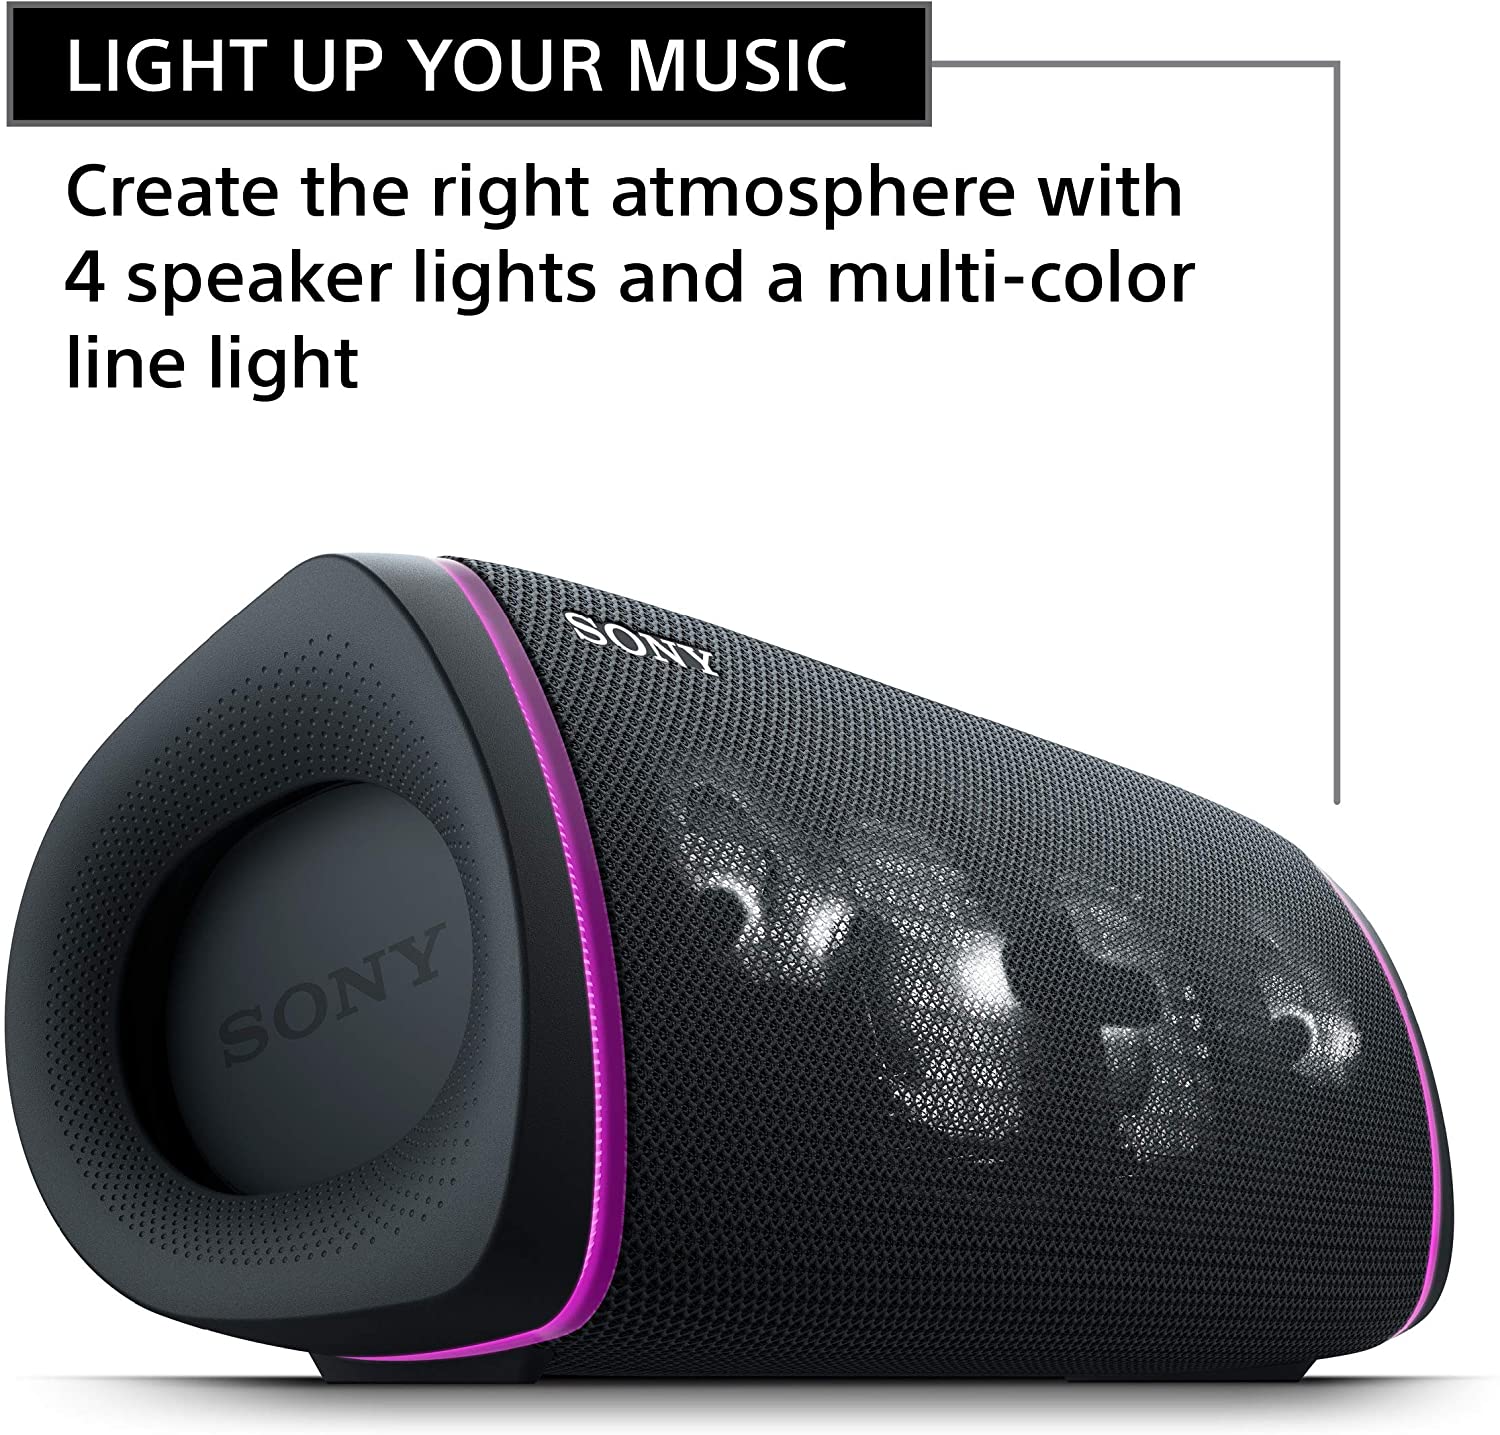 LIGHT UP YOUR MUSIC
Create the right atmosphere with
4 speaker lights and a multi-color
line light
SONY
SONY